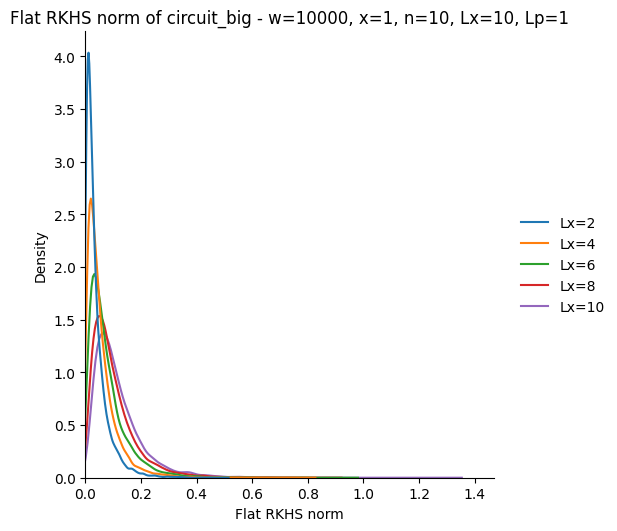 Flat RKHS norm of circuit_big - w=10000, x=1, n=10, Lx=10, Lp=1
4.0
3.5
3.0
2.5
2.0
1.5
1.0
0.5
0.0
Density
0.0 0.2 0.4 0.6 0.8 1.0 1.2 1.4
Flat RKHS norm
Lx=2
Lx=4
Lx=6
Lx=8
Lx=10